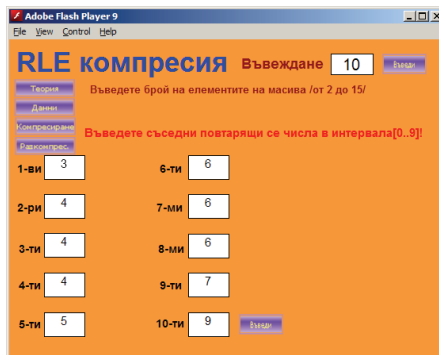 Adobe Flash Player 9
File View Control Help
RLE компресия Въвеждане 10 Въведи
Теория
Въведете брой на елементите на масива /от 2 до 15/
Данни
Компресиране
Въведете съседни повтарящи се числа в интервала[0..9]!
Разкомпрес.
1-ви 3 6-ти 6
2-ри 4 7-ми 6
3-ти 4 8-ми 6
4-ти 4 9-ти 7
5-ти 5 10-ти 9 Въведи